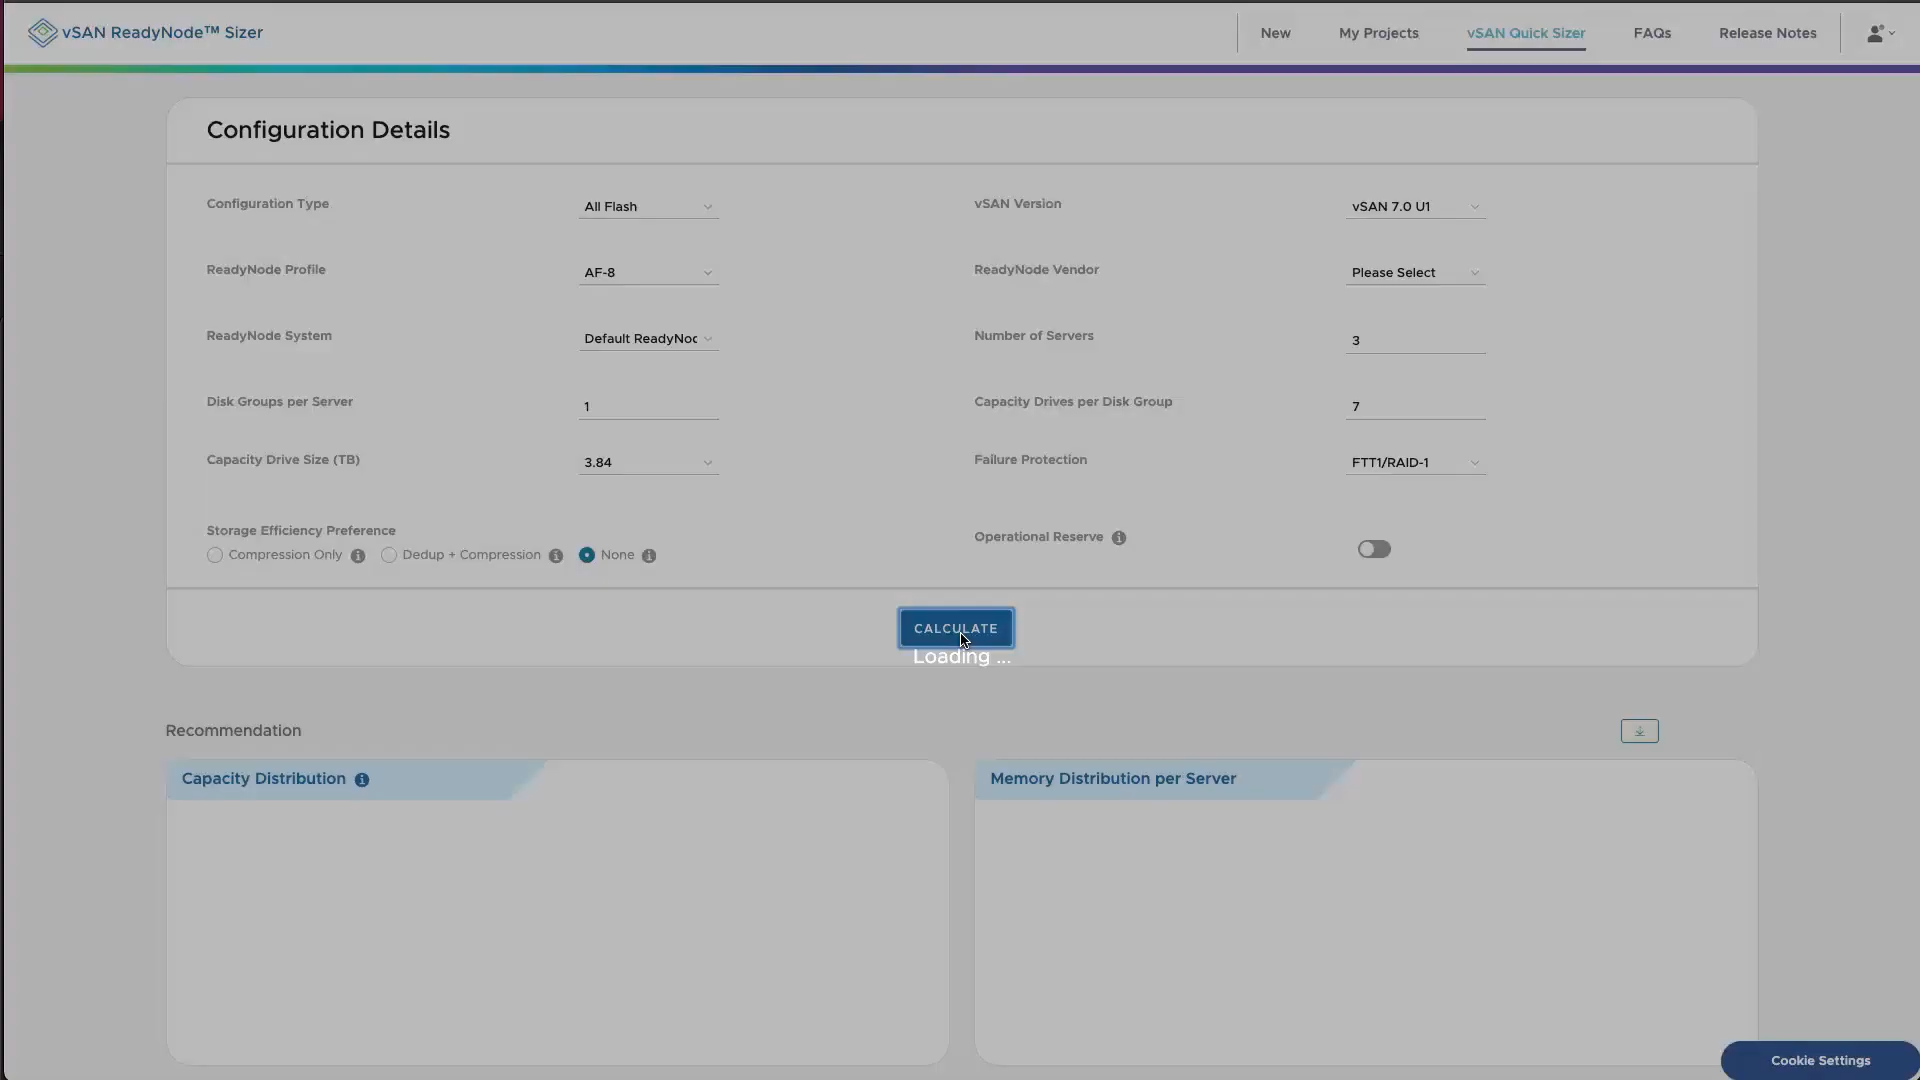 vSAN ReadyNode™ Sizer
New
My Projects
vSAN Quick Sizer
FAQs
Release Notes
Configuration Details
Configuration Type
All Flash
vSAN Version
vSAN 7.0 U1
ReadyNode Profile
AF-8
ReadyNode Vendor
Please Select
ReadyNode System
Default ReadyNoc
Number of Servers
3
Disk Groups per Server
1
Capacity Drives per Disk Group
7
Capacity Drive Size (TB)
3.84
Failure Protection
FTT1/RAID-1
Storage Efficiency Preference
Compression Only
Dedup + Compression
None
Operational Reserve
CALCULATE
Loading ...
Recommendation
Capacity Distribution
Memory Distribution per Server
Cookie Settings